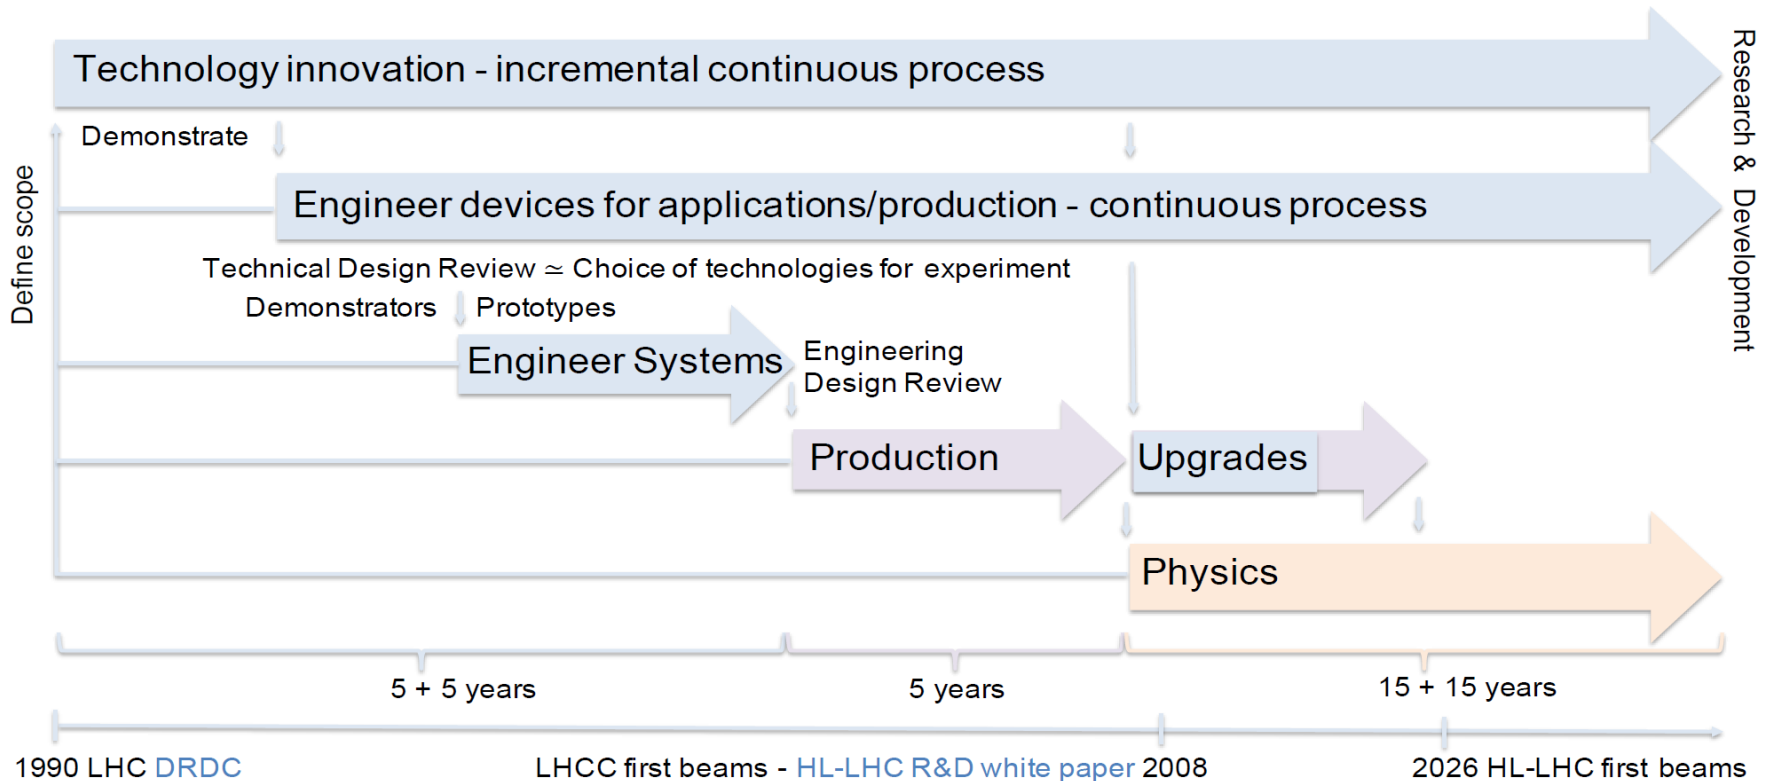 Technology innovation - incremental continuous process
Research & Development
Define scope
Demonstrate
Engineer devices for applications/production - continuous process
Technical Design Review ≃ Choice of technologies for experiment
Demonstrators
Prototypes
Engineer Systems
Engineering
Design Review
Production
Upgrades
Physics
5 + 5 years
5 years
15 + 15 years
1990 LHC DRDC
LHCC first beams - HL-LHC R&D white paper 2008
2026 HL-LHC first beams